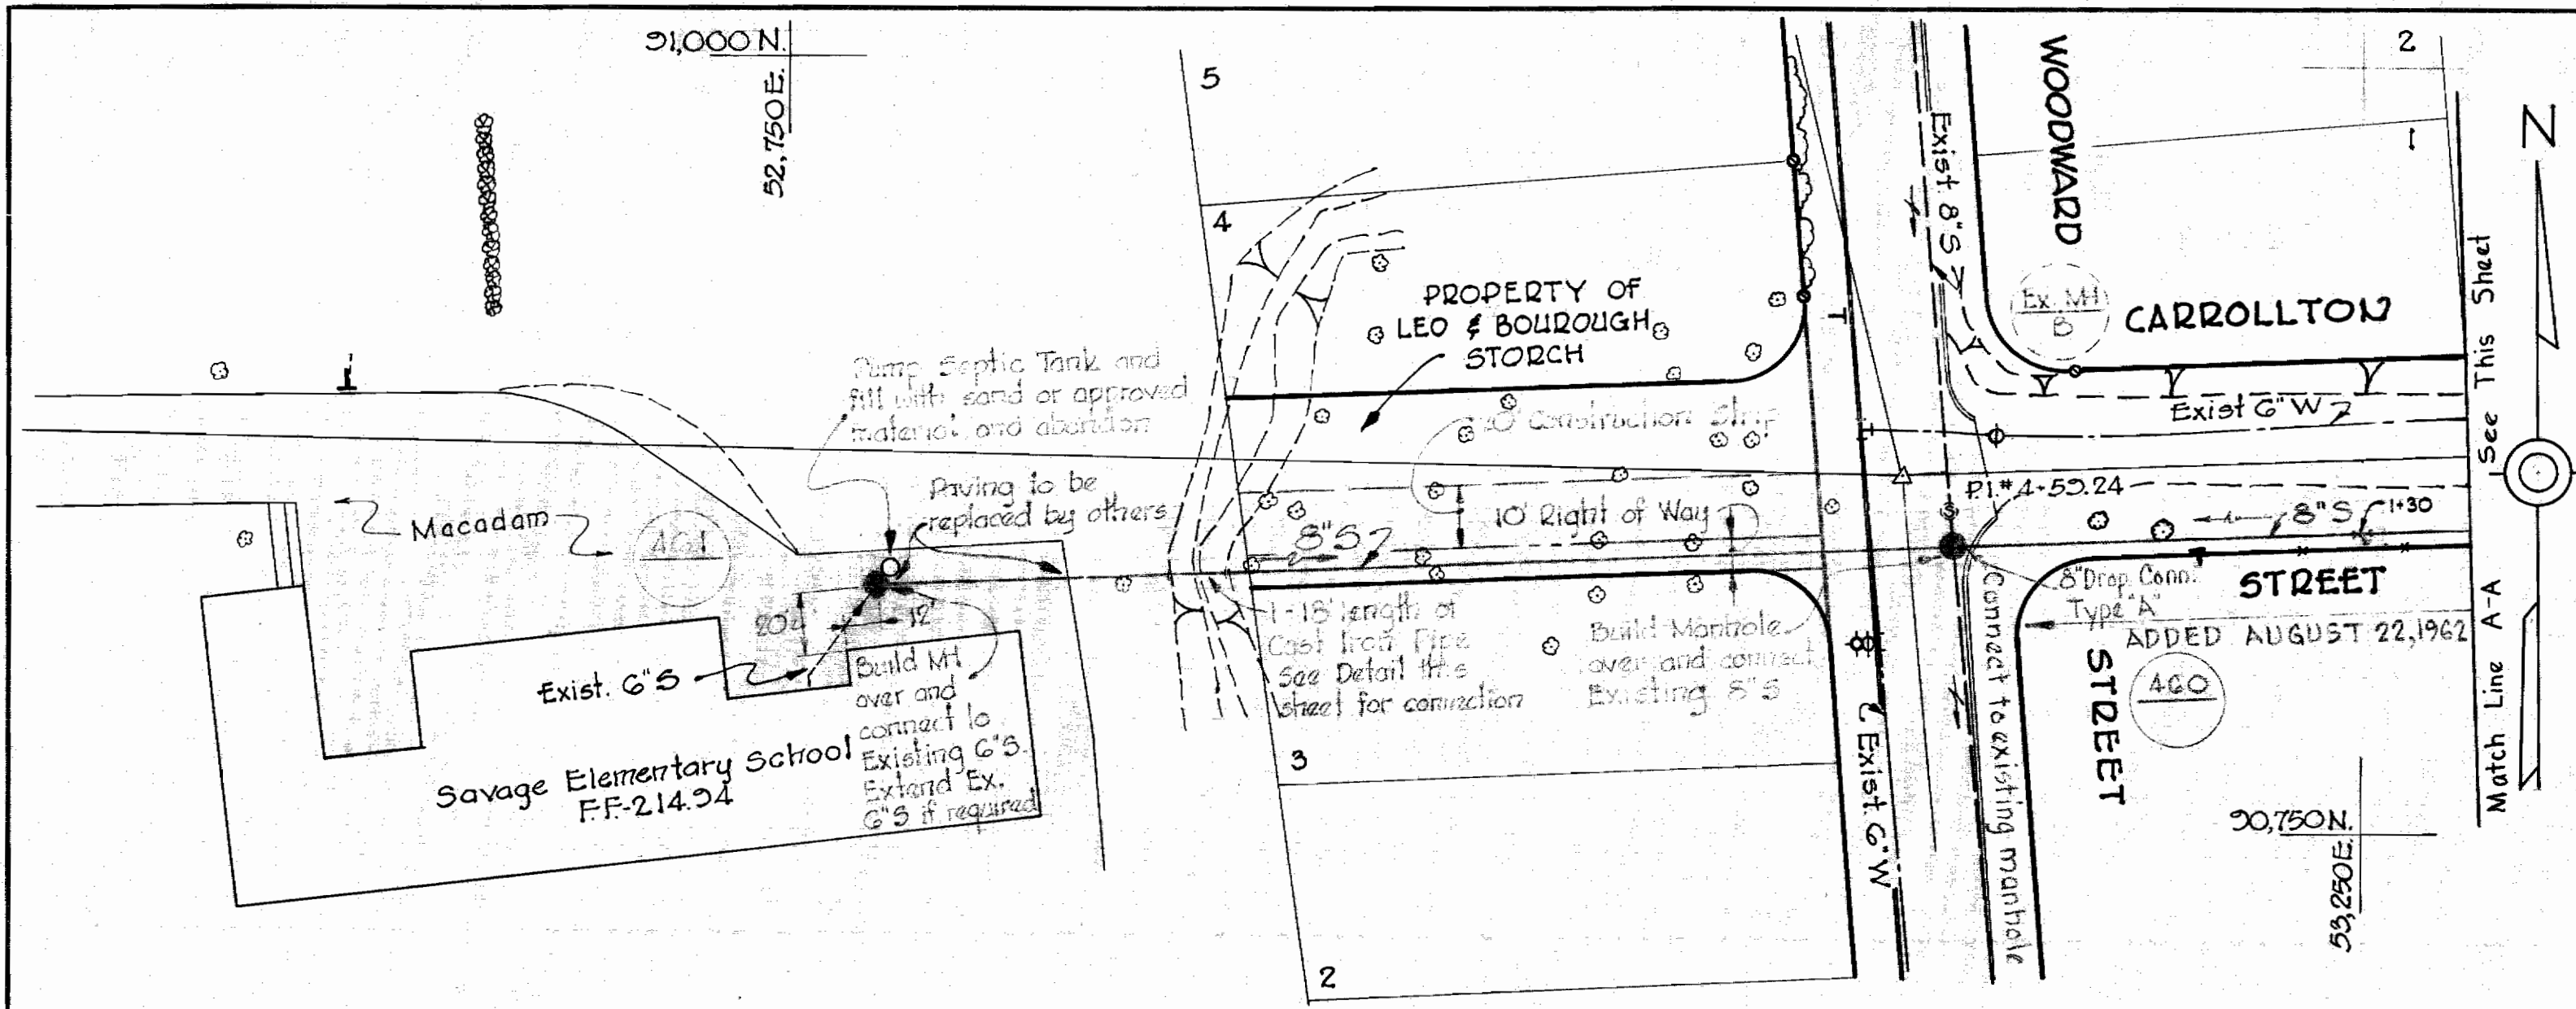 91,000 N.
52,750 E.
5
4
WOODWARD
2
1
N
Exist. 8" S
Ex. MH
B
CARROLLTON
See This Sheet
PROPERTY OF
LEO & BOUROUGH
STORCH
T
Exist 6" W
Pump Septic Tank and
fill with sand or approved
material and abandon
20' Construction Strip
Paving to be
replaced by others
Macadam
461
8" S
10' Right of Way
P.I. # 4+59.24
8" S
1+30
S
20'
12'
Exist. 6" S
Build MH
over and
connect to
Existing 6" S.
Extend Ex.
6" S if required
1-18' length of
Cast Iron Pipe
See Detail this
sheet for connection
Build Manhole
over and connect
Existing 8" S
8" Drop Conn.
Type "A"
STREET
ADDED AUGUST 22, 1962
Connect to existing manhole
STREET
460
Match Line A-A
Savage Elementary School
F.F.-214.94
3
Exist. 6" W
90,750 N.
53,250 E.
2